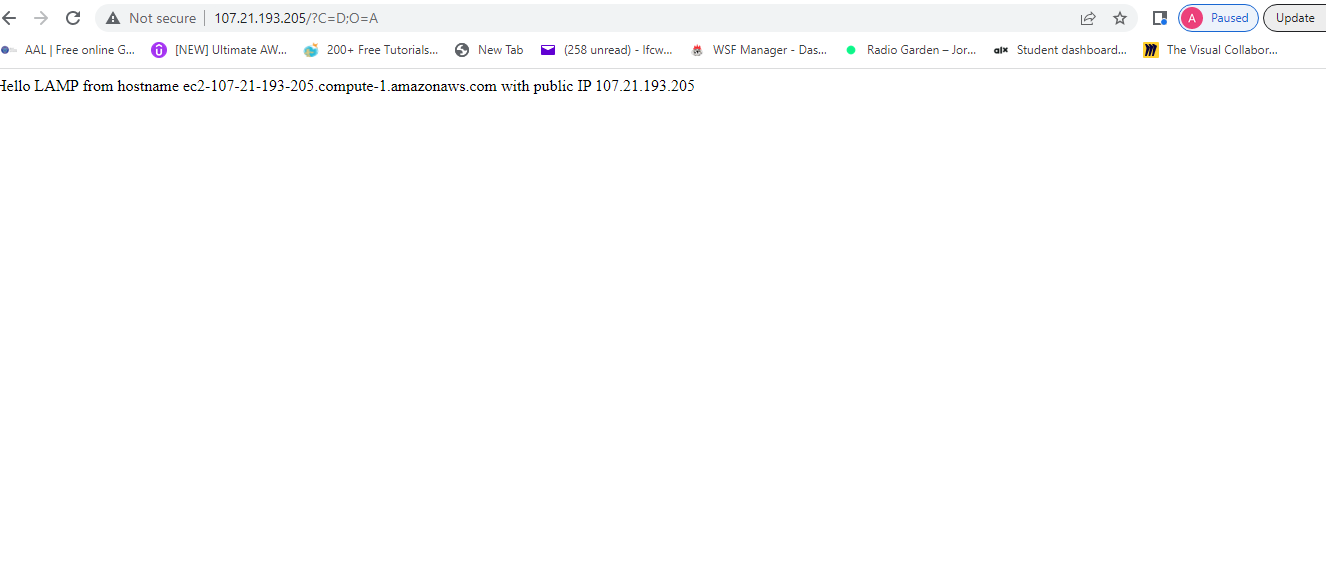 Not secure 107.21.193.205/?C=D;O=A A Paused Update
AAL | Free online G... [NEW] Ultimate AW... 200+ Free Tutorials... New Tab (258 unread) - lfcw... WSF Manager - Das... Radio Garden – Jor... alx Student dashboard... The Visual Collabor...
Hello LAMP from hostname ec2-107-21-193-205.compute-1.amazonaws.com with public IP 107.21.193.205